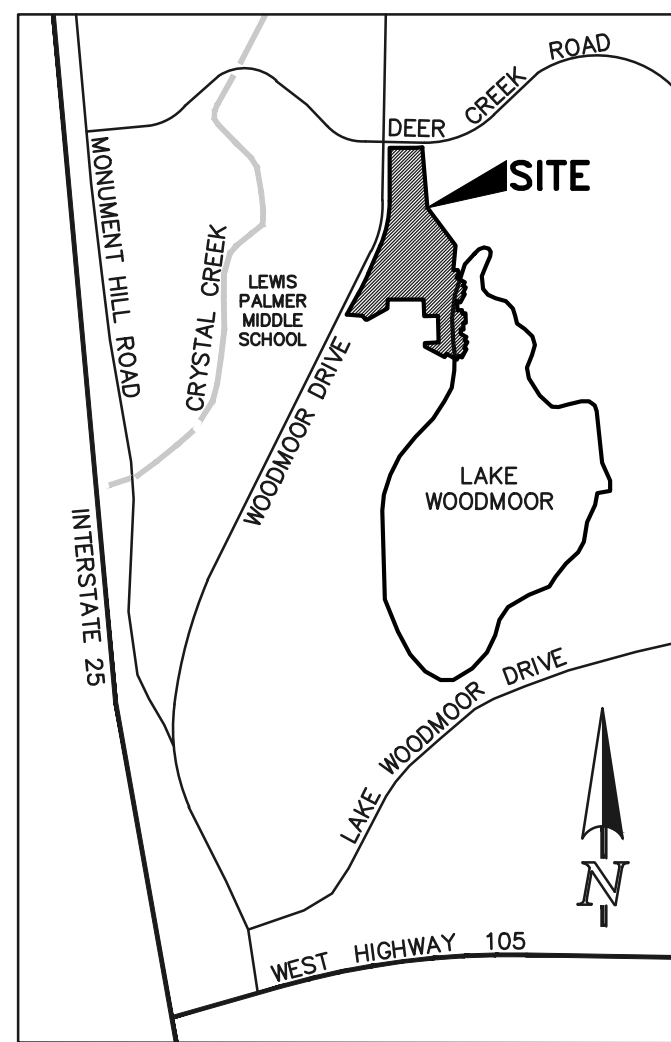 DEER CREEK ROAD
SITE
MONUMENT HILL ROAD
CRYSTAL CREEK
LEWIS
PALMER
MIDDLE
SCHOOL
WOODMOOR DRIVE
LAKE
WOODMOOR
INTERSTATE 25
LAKE WOODMOOR DRIVE
N
WEST HIGHWAY 105